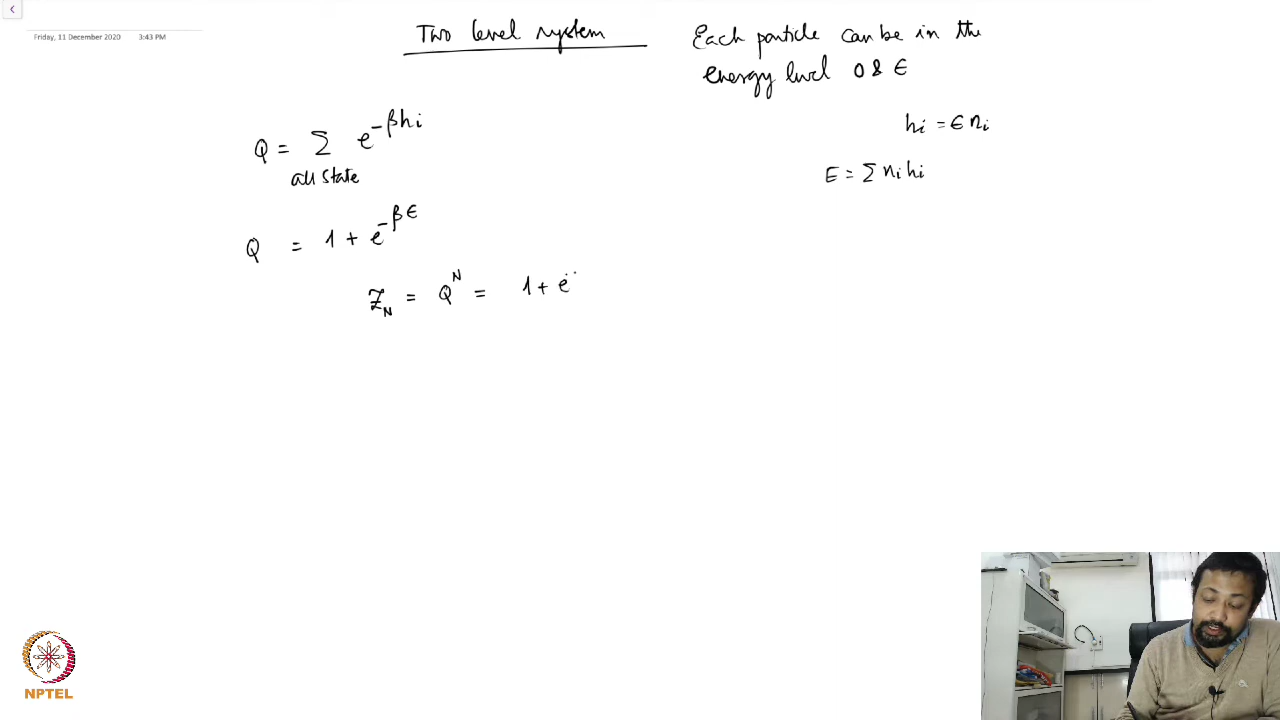 Friday, 11 December 2020 3:43 PM
Two level system
Each particle can be in the
energy level 0 & ϵ
hi = ϵ ni
E = Σ ni hi
Q = Σ e^{-βhi}
all state
Q = 1 + e^{-βϵ}
Z_N = Q^N = 1 + e
NPTEL